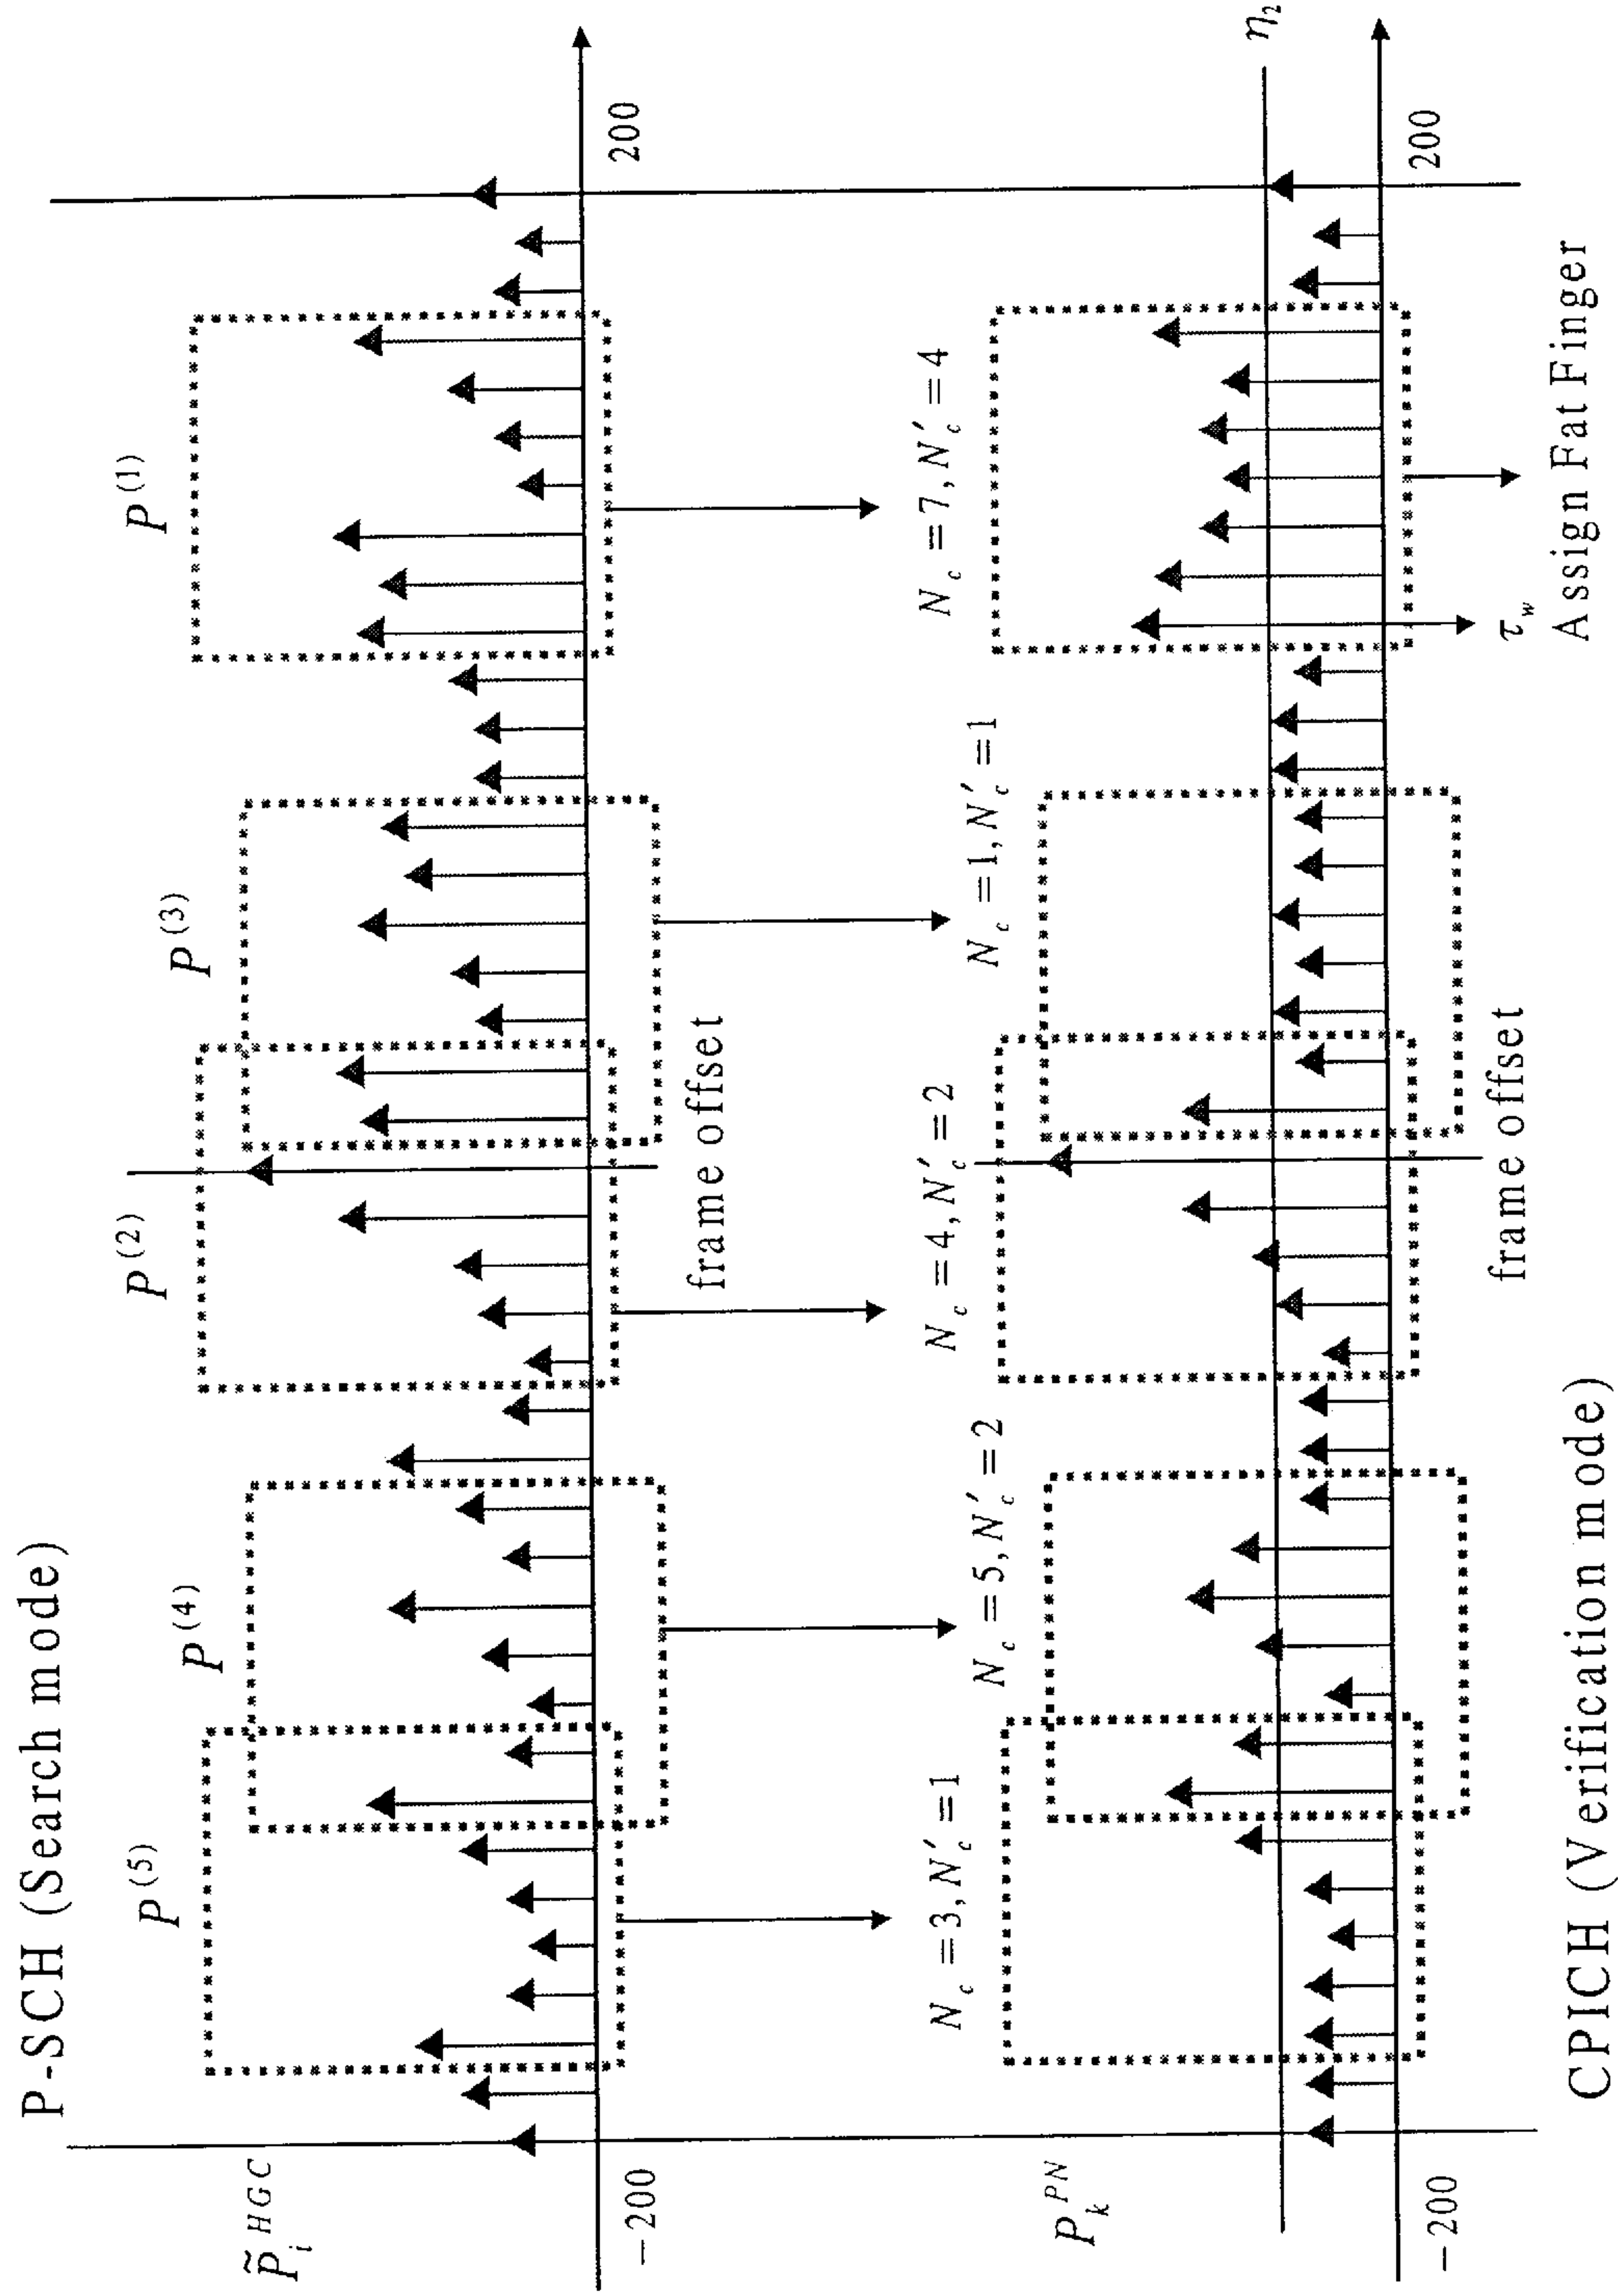 P-SCH (Search mode)
P̃_i^{HGC}
P^{(5)}
P^{(4)}
P^{(2)}
P^{(3)}
P^{(1)}
-200
frame offset
200
N_c=3, N'_c=1
N_c=5, N'_c=2
N_c=4, N'_c=2
N_c=1, N'_c=1
N_c=7, N'_c=4
P_k^{PN}
η_2
-200
frame offset
τ_w
200
Assign Fat Finger
CPICH (Verification mode)